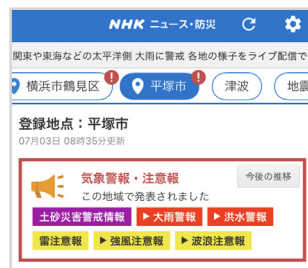 NHK ニュース・防災
関東や東海などの太平洋側 大雨に警戒 各地の様子をライブ配信で
横浜市鶴見区 ! 平塚市 ! 津波 地震
登録地点：平塚市
07月03日 08時35分更新
気象警報・注意報 今後の推移
この地域で発表されました
土砂災害警戒情報 ▶大雨警報 ▶洪水警報
雷注意報 ▶強風注意報 ▶波浪注意報